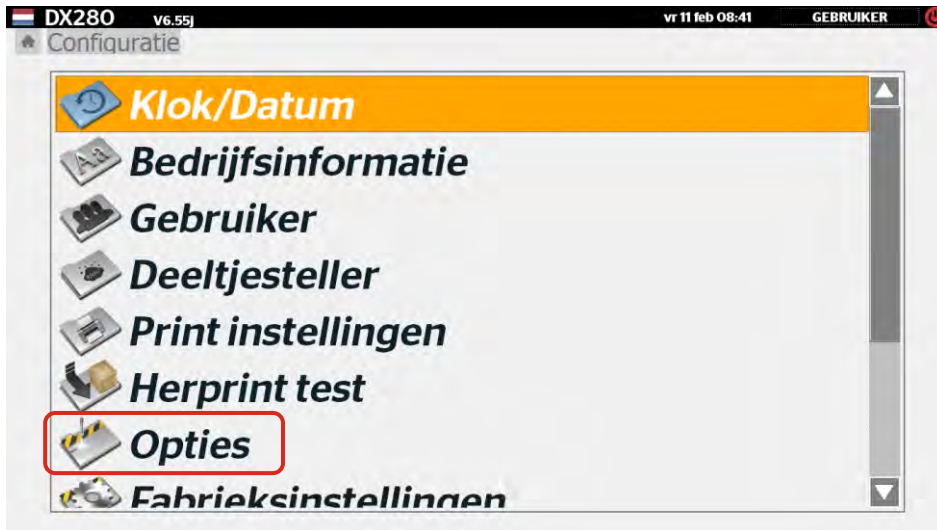 DX280 V6.55j vr 11 feb 08:41 GEBRUIKER
Configuratie
Klok/Datum
Bedrijfsinformatie
Gebruiker
Deeltjesteller
Print instellingen
Herprint test
Opties
Fabrieksinstellingen